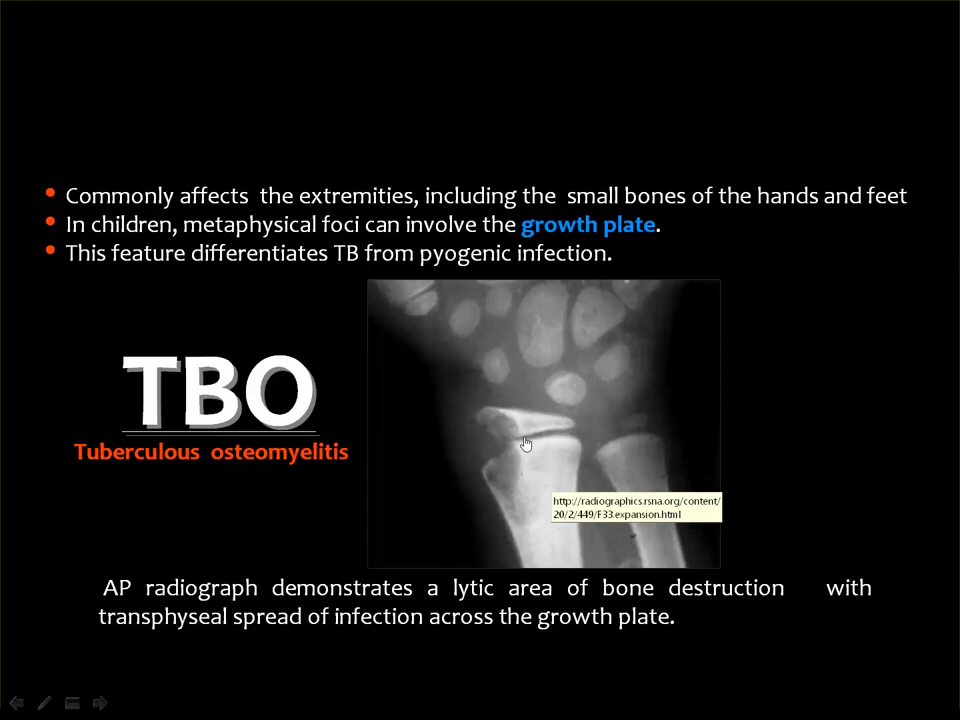 • Commonly affects the extremities, including the small bones of the hands and feet
• In children, metaphysical foci can involve the growth plate.
• This feature differentiates TB from pyogenic infection.
TBO
Tuberculous osteomyelitis
http://radiographics.rsna.org/content/
20/2/449/F33.expansion.html
AP radiograph demonstrates a lytic area of bone destruction with
transphyseal spread of infection across the growth plate.